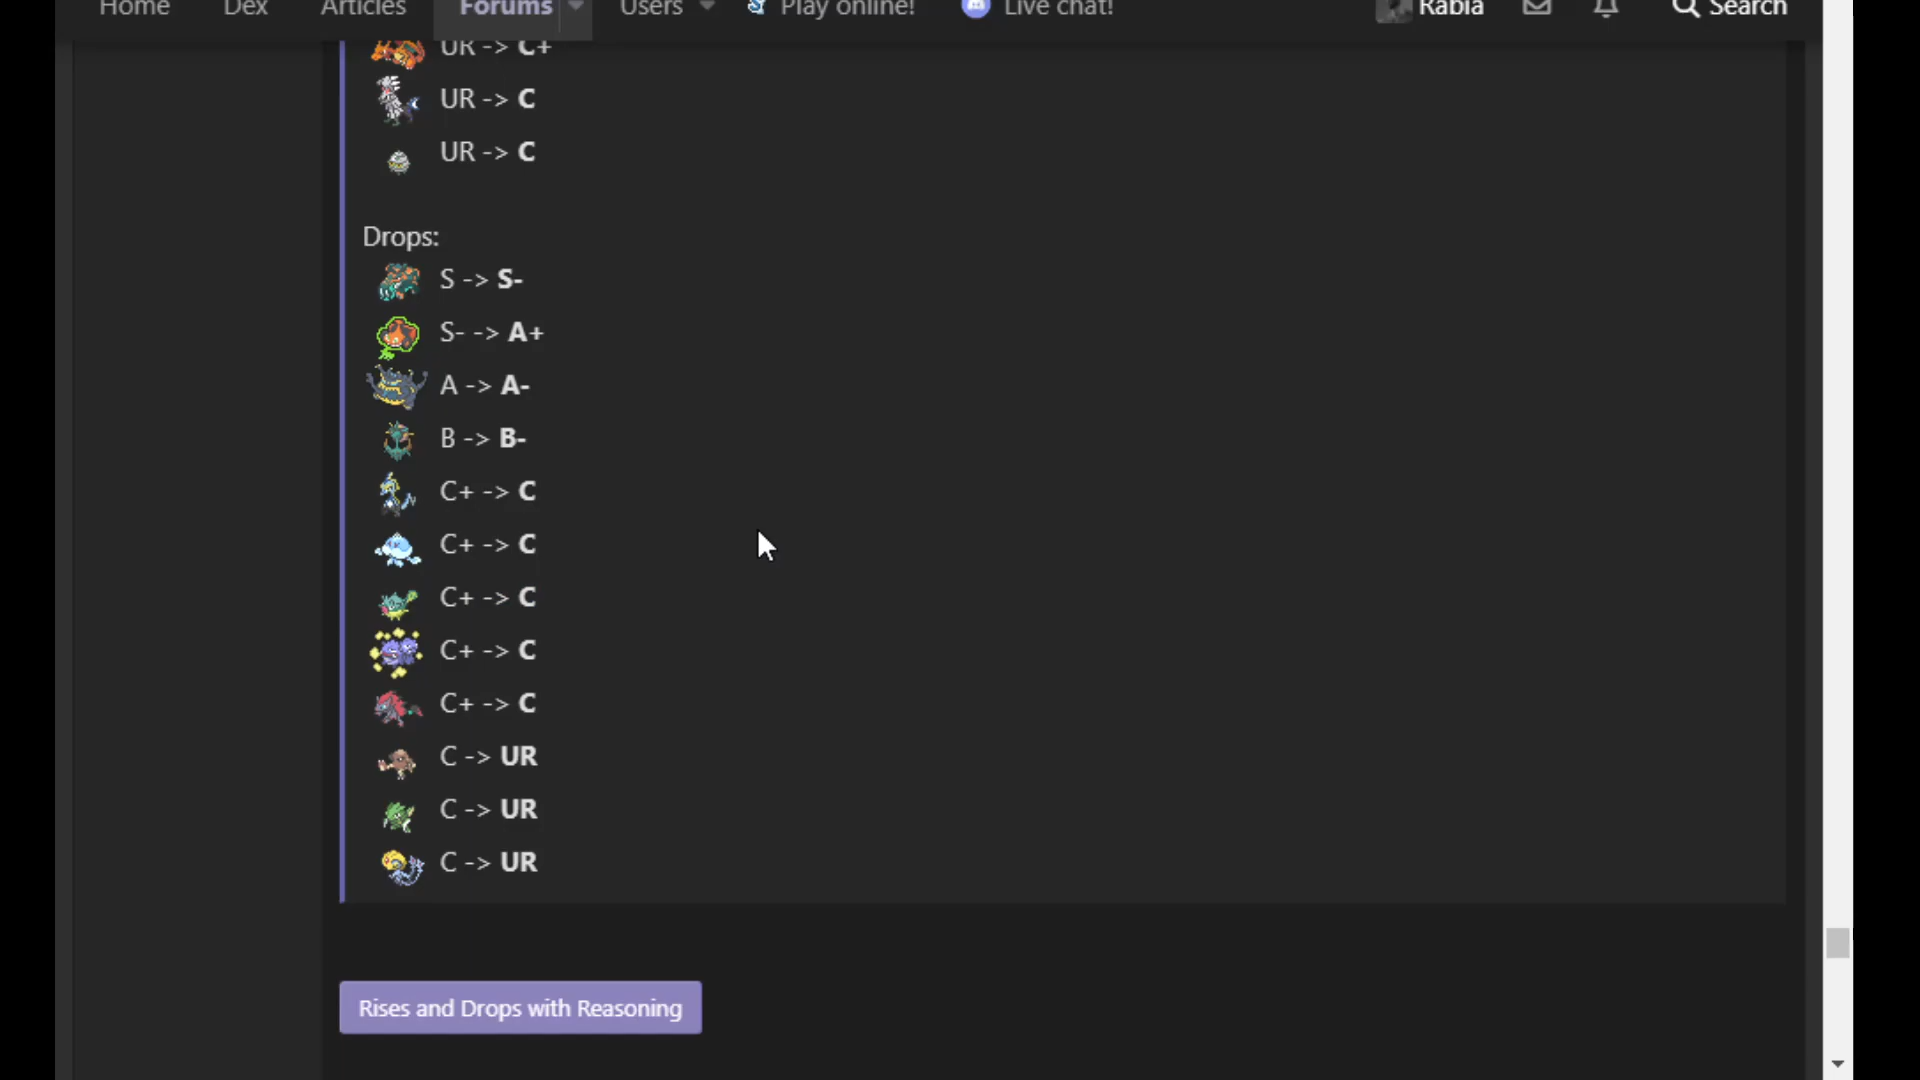 Home Dex Articles Forums Users Play online! Live chat! Rabia Search
UR -> C+
UR -> C
UR -> C
Drops:
S -> S-
S- -> A+
A -> A-
B -> B-
C+ -> C
C+ -> C
C+ -> C
C+ -> C
C+ -> C
C -> UR
C -> UR
C -> UR
Rises and Drops with Reasoning